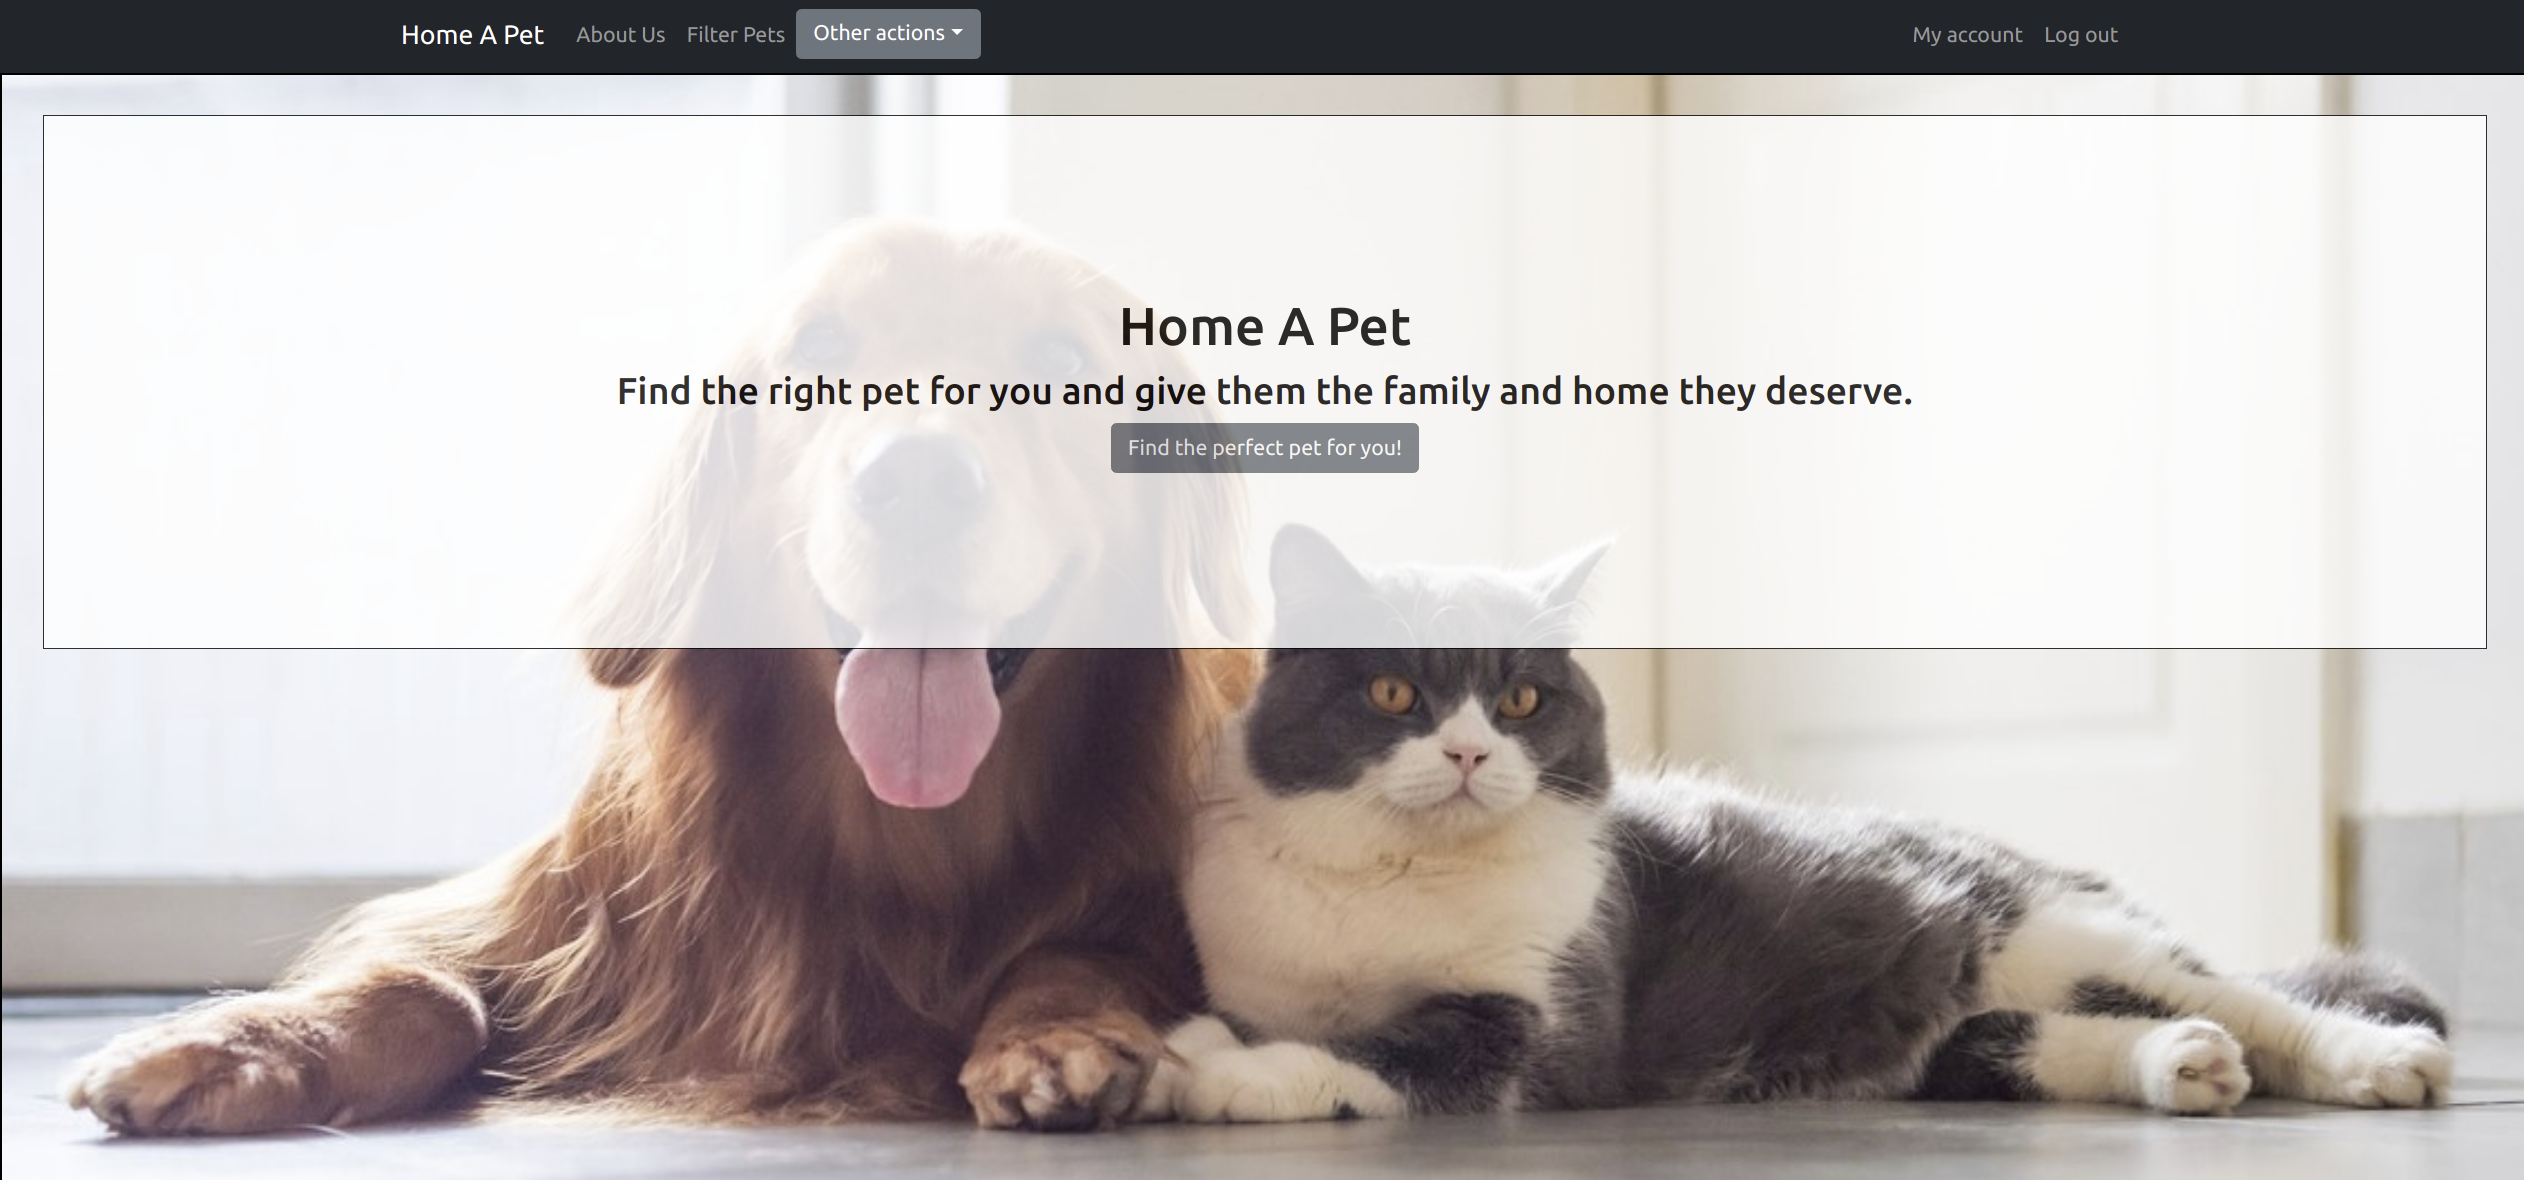 Home A Pet About Us Filter Pets Other actions My account Log out
Home A Pet
Find the right pet for you and give them the family and home they deserve.
Find the perfect pet for you!